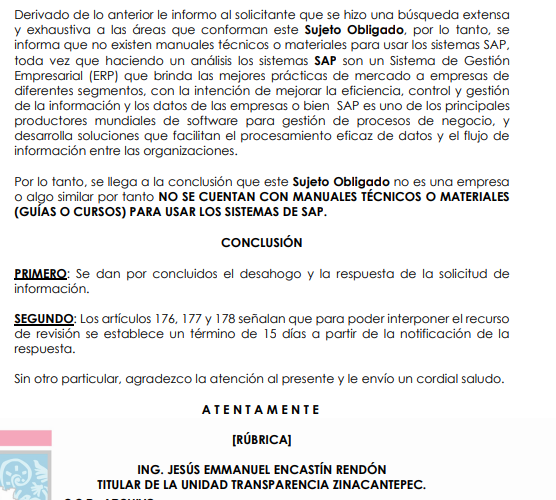 Derivado de lo anterior le informo al solicitante que se hizo una búsqueda extensa
y exhaustiva a las áreas que conforman este Sujeto Obligado, por lo tanto, se
informa que no existen manuales técnicos o materiales para usar los sistemas SAP,
toda vez que haciendo un análisis los sistemas SAP son un Sistema de Gestión
Empresarial (ERP) que brinda las mejores prácticas de mercado a empresas de
diferentes segmentos, con la intención de mejorar la eficiencia, control y gestión
de la información y los datos de las empresas o bien SAP es uno de los principales
productores mundiales de software para gestión de procesos de negocio, y
desarrolla soluciones que facilitan el procesamiento eficaz de datos y el flujo de
información entre las organizaciones.
Por lo tanto, se llega a la conclusión que este Sujeto Obligado no es una empresa
o algo similar por tanto NO SE CUENTAN CON MANUALES TÉCNICOS O MATERIALES
(GUÍAS O CURSOS) PARA USAR LOS SISTEMAS DE SAP.
CONCLUSIÓN
PRIMERO: Se dan por concluidos el desahogo y la respuesta de la solicitud de
información.
SEGUNDO: Los artículos 176, 177 y 178 señalan que para poder interponer el recurso
de revisión se establece un término de 15 días a partir de la notificación de la
respuesta.
Sin otro particular, agradezco la atención al presente y le envío un cordial saludo.
A T E N T A M E N T E
[RÚBRICA]
ING. JESÚS EMMANUEL ENCASTÍN RENDÓN
TITULAR DE LA UNIDAD TRANSPARENCIA ZINACANTEPEC.